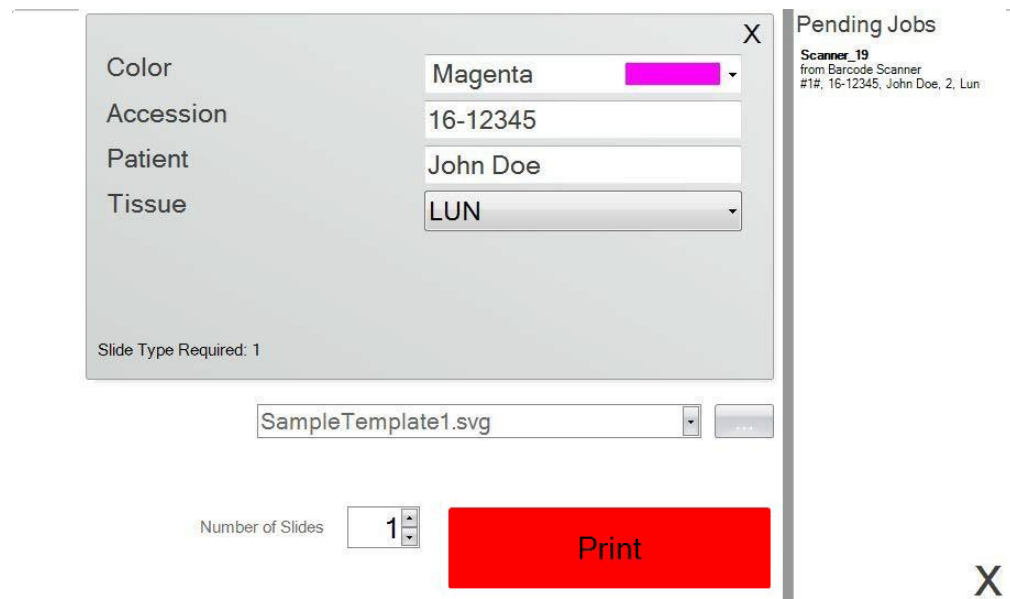 X
Color
Magenta
Accession
16-12345
Patient
John Doe
Tissue
LUN
Slide Type Required: 1
SampleTemplate1.svg
...
Number of Slides
1
Print
Pending Jobs
Scanner_19
from Barcode Scanner
#1#, 16-12345, John Doe, 2, Lun
X